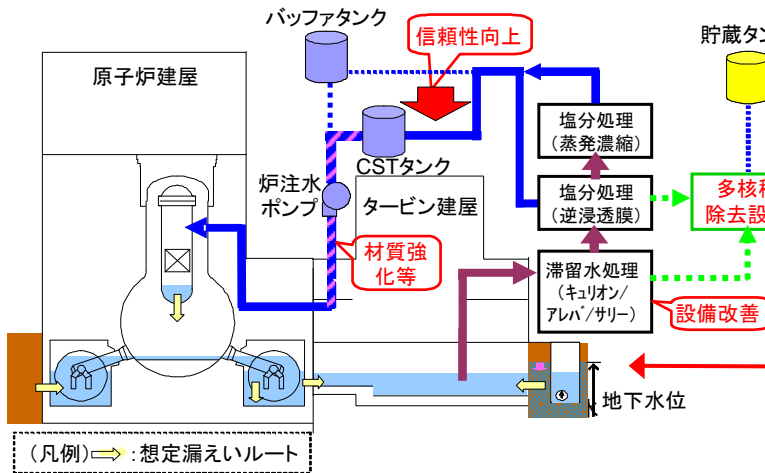 バッファタンク
信頼性向上
貯蔵タン
原子炉建屋
塩分処理
(蒸発濃縮)
CSTタンク
炉注水
ポンプ
タービン建屋
塩分処理
(逆浸透膜)
多核種
除去設
材質強
化等
滞留水処理
(キュリオン/
アレバ/サリー)
設備改善
地下水位
(凡例) :想定漏えいルート